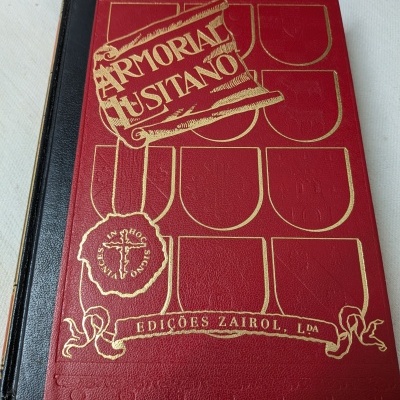 ARMORIAL
LUSITANO
IN HOC SIGNO VINCES
EDIÇÕES ZAIROL, LDA